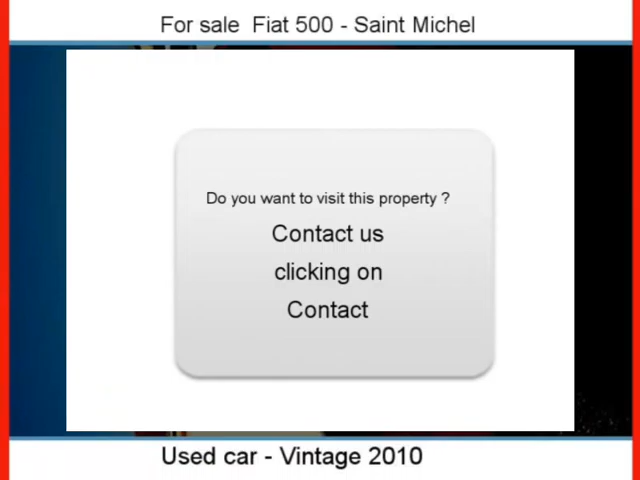 For sale  Fiat 500 - Saint Michel
Do you want to visit this property ?
Contact us
clicking on
Contact
Used car - Vintage 2010